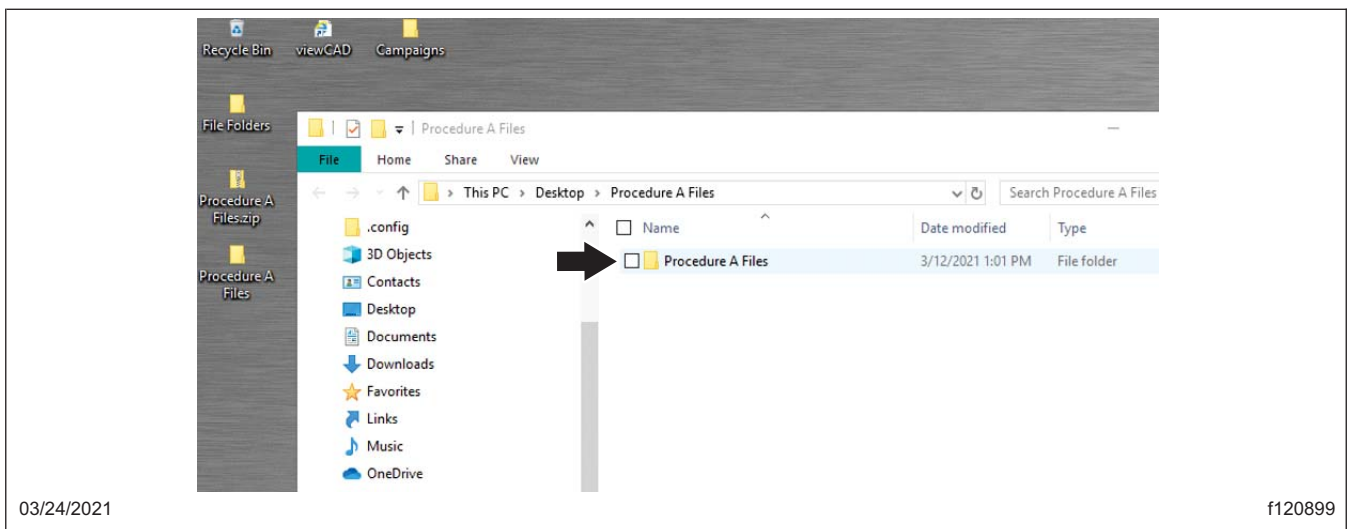 Recycle Bin
viewCAD
Campaigns
File Folders
Procedure A Files.zip
Procedure A Files
Procedure A Files
File Home Share View
This PC > Desktop > Procedure A Files
Search Procedure A Files
Name Date modified Type
.config
3D Objects
Contacts
Desktop
Documents
Downloads
Favorites
Links
Music
OneDrive
Procedure A Files 3/12/2021 1:01 PM File folder
03/24/2021
f120899